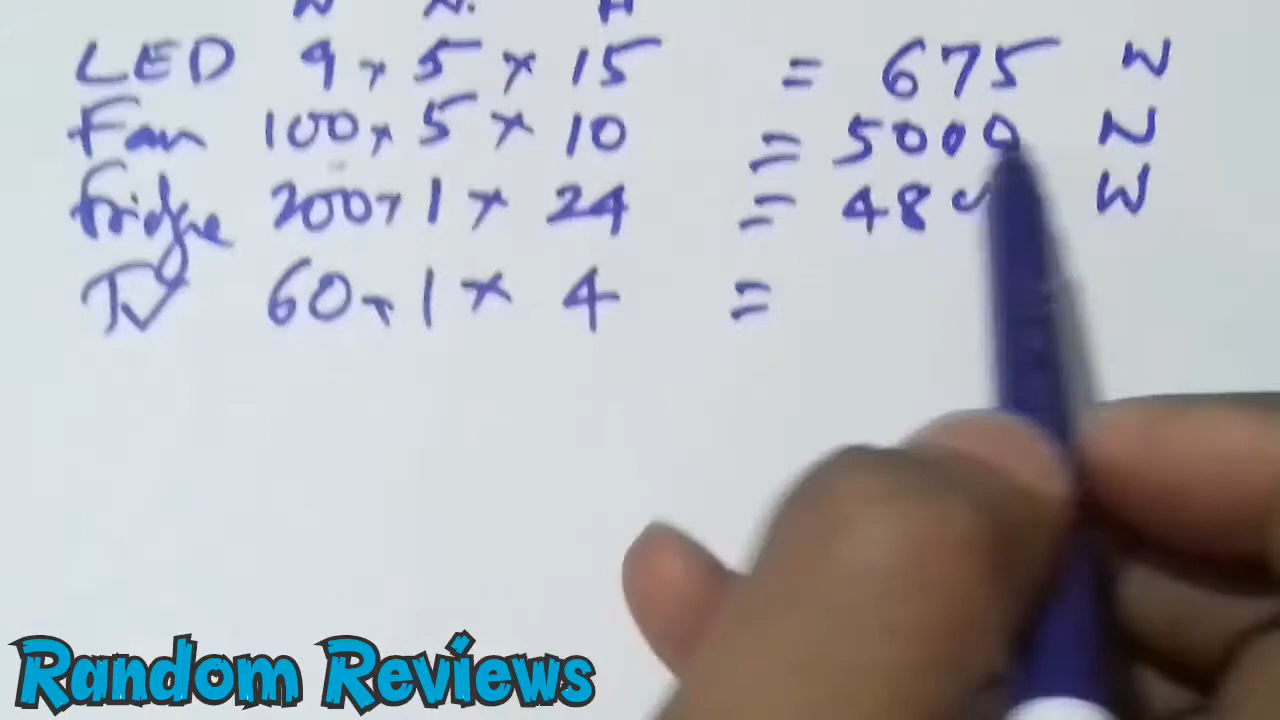 LED 9 x 5 x 15 = 675 W
Fan 100 x 5 x 10 = 5000 W
Fridge 200 x 1 x 24 = 480 W
TV 60 x 1 x 4 =
Random Reviews